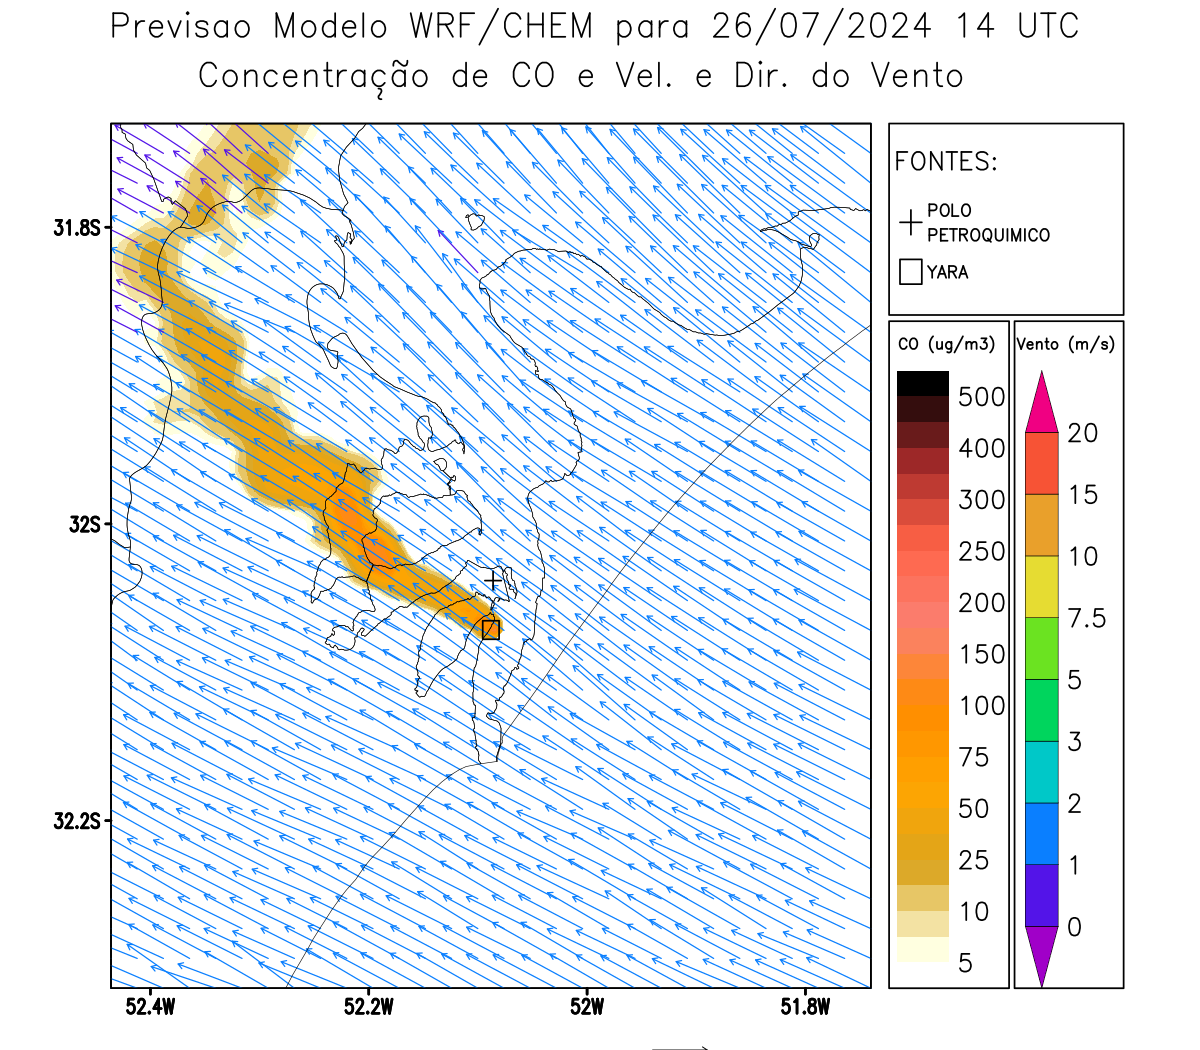 Previsao Modelo WRF/CHEM para 26/07/2024 14 UTC
Concentração de CO e Vel. e Dir. do Vento
FONTES:
POLO
PETROQUIMICO
YARA
CO (ug/m3)
500
400
300
250
200
150
100
75
50
25
10
5
Vento (m/s)
20
15
10
7.5
5
3
2
1
0
31.8S
32S
32.2S
52.4W
52.2W
52W
51.8W